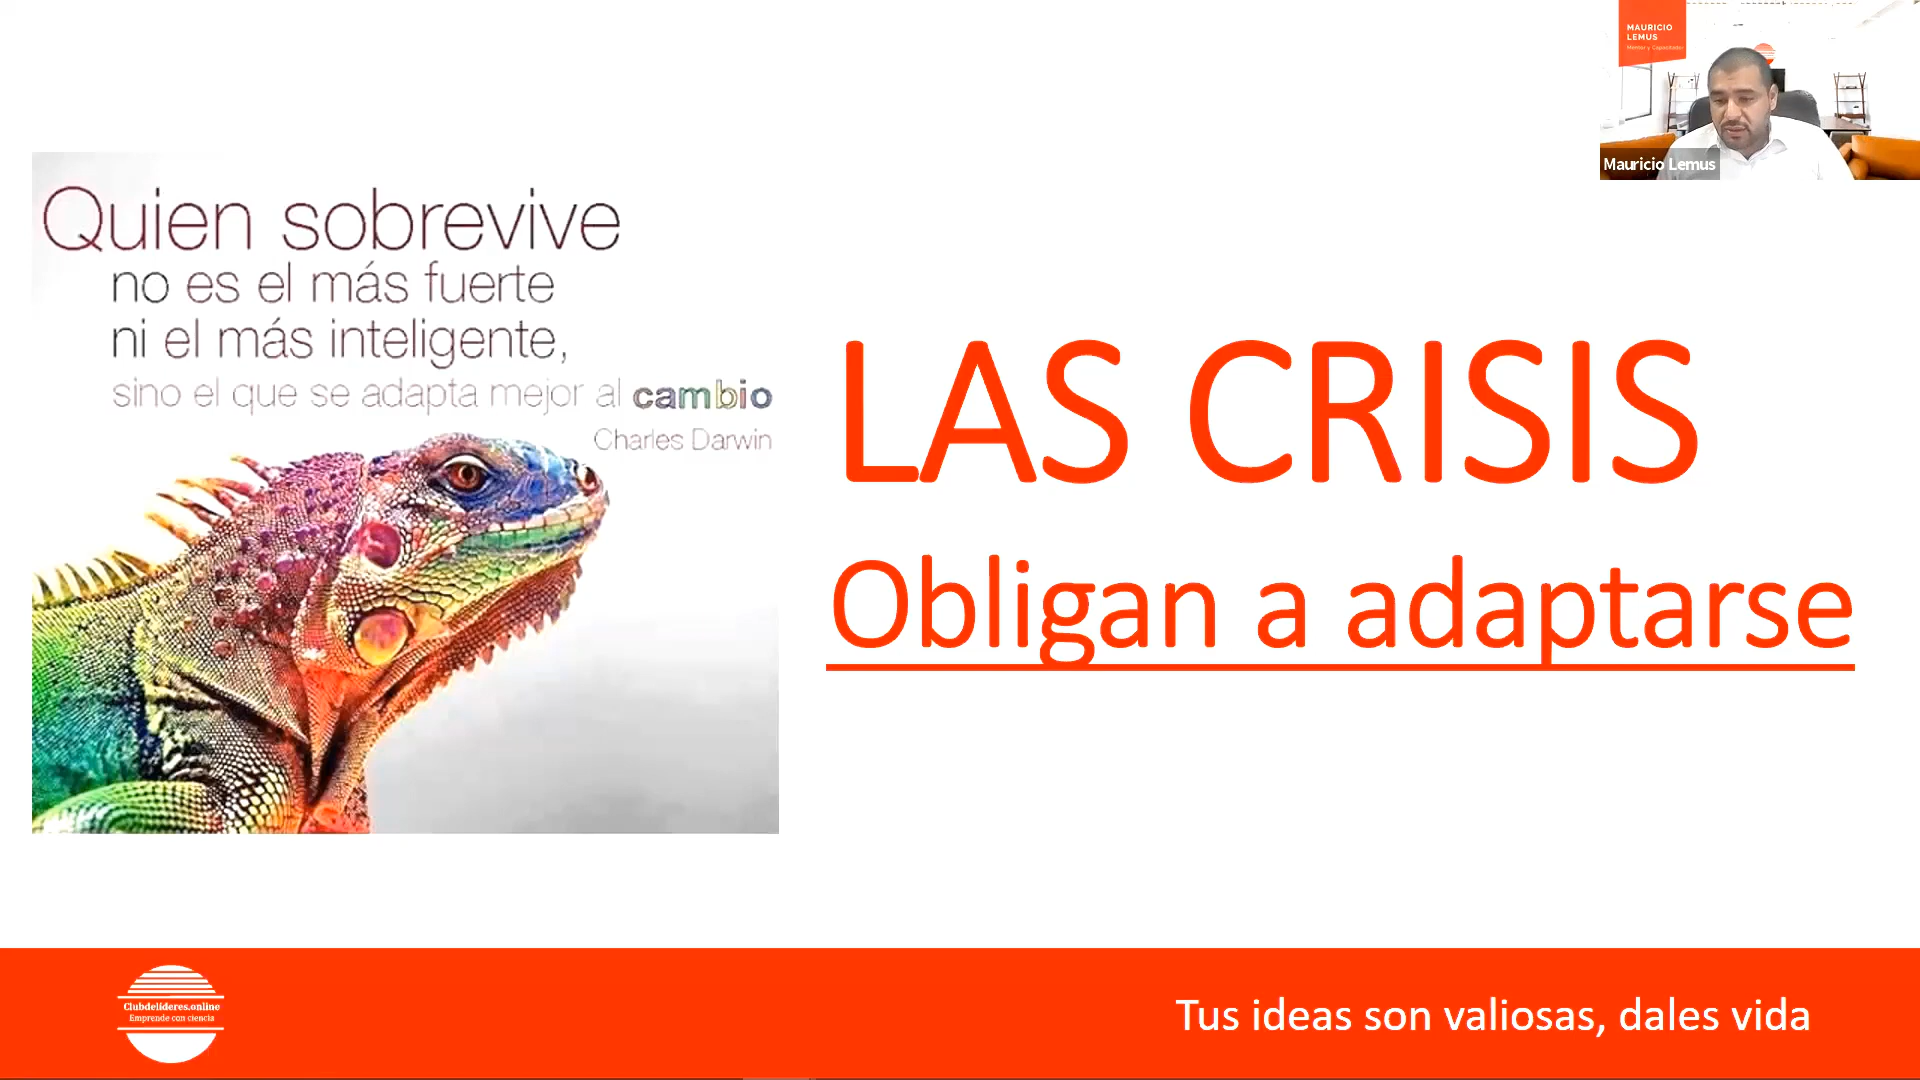 Quien sobrevive
no es el más fuerte
ni el más inteligente,
sino el que se adapta mejor al cambio
Charles Darwin
LAS CRISIS
Obligan a adaptarse
MAURICIO
LEMUS
Mentor y Capacitador
Mauricio Lemus
Clubdelideres.online
Emprende con ciencia
Tus ideas son valiosas, dales vida